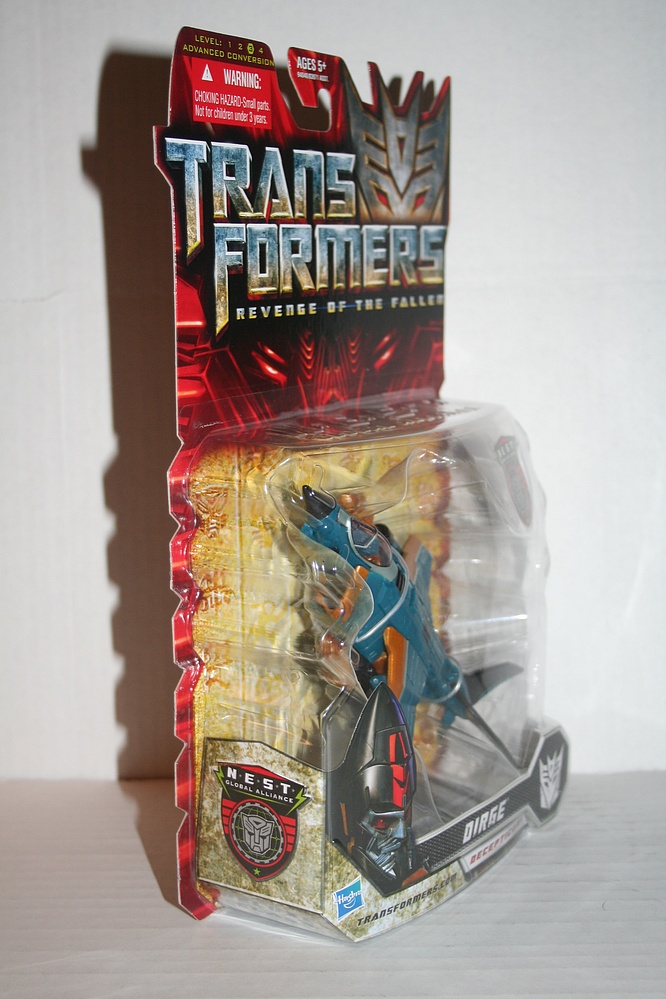 LEVEL: 1 2 3 4
ADVANCED CONVERSION
WARNING:
CHOKING HAZARD-Small parts.
Not for children under 3 years.
AGES 5+
TRANS
FORMERS
REVENGE OF THE FALLEN
N.E.S.T.
GLOBAL ALLIANCE
DIRGE
DECEPTIC
Hasbro
TRANSFORMERS.COM